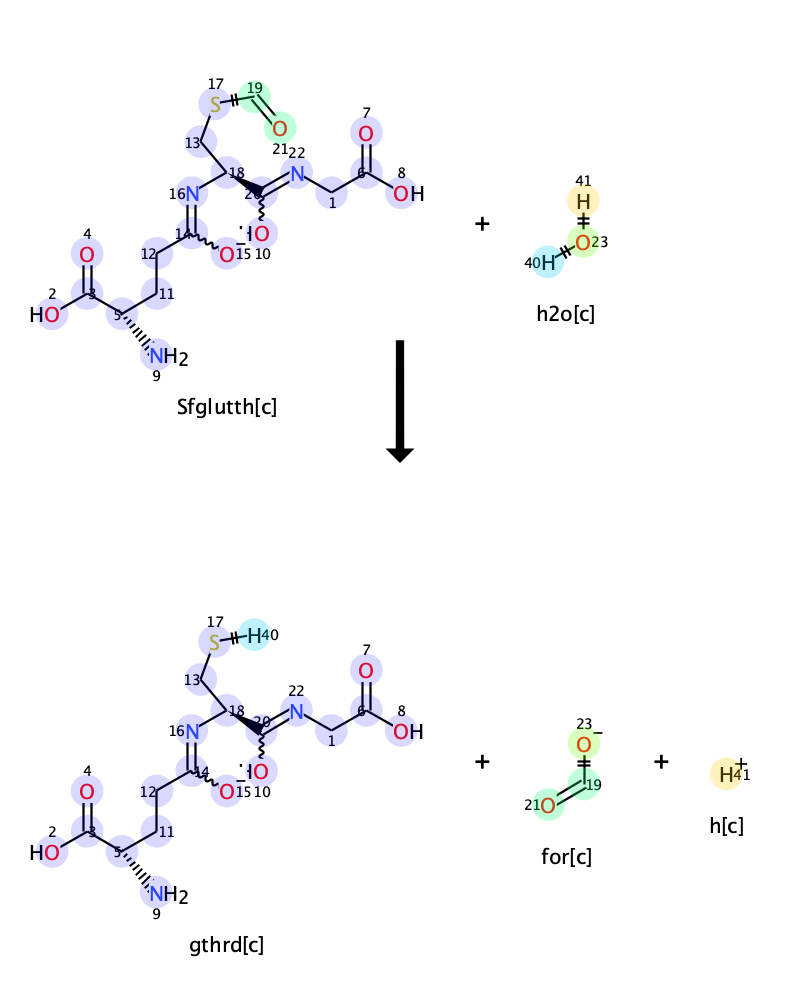 17 19
S
O
13 21 22 7
O
18 N 6 8
16 N 20 1 OH
4 14 HO
O 12 O − 15 10
2 3 11
HO 5
NH2
9
Sfglutth[c]
+
41
H
O 23
40 H
h2o[c]
17
S H 40
13 22 7
O
18 N 6 8
16 N 20 1 OH
4 14 HO
O 12 O − 15 10
2 3 11
HO 5
NH2
9
gthrd[c]
+
23
O −
19
21 O
for[c]
+
H + 41
h[c]